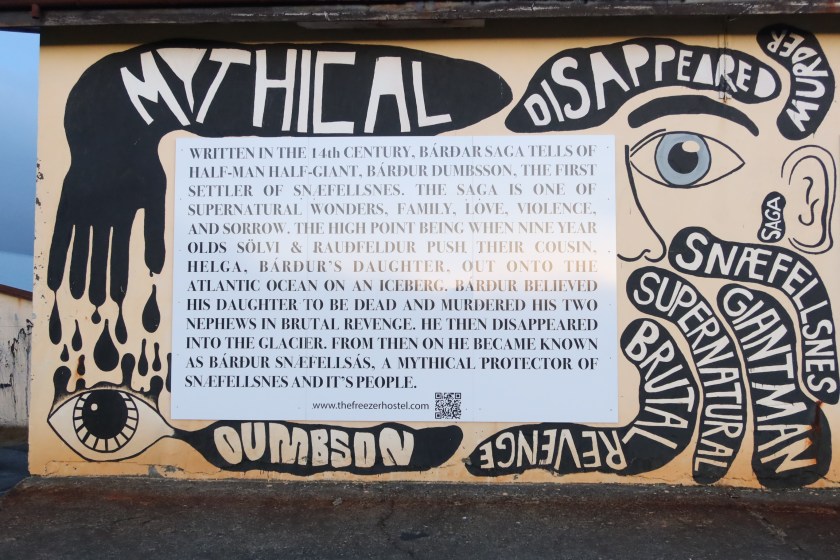 MYTHICAL
DISAPPEARED
MURDER
WRITTEN IN THE 14th CENTURY, BÁRÐAR SAGA TELLS OF
HALF-MAN HALF-GIANT, BÁRÐUR DUMBSSON, THE FIRST
SETTLER OF SNÆFELLSNES. THE SAGA IS ONE OF
SUPERNATURAL WONDERS, FAMILY, LOVE, VIOLENCE,
AND SORROW. THE HIGH POINT BEING WHEN NINE YEAR
OLDS SÖLVI & RAUÐFELDUR PUSH THEIR COUSIN,
HELGA, BÁRÐUR'S DAUGHTER, OUT ONTO THE
ATLANTIC OCEAN ON AN ICEBERG. BÁRÐUR BELIEVED
HIS DAUGHTER TO BE DEAD AND MURDERED HIS TWO
NEPHEWS IN BRUTAL REVENGE. HE THEN DISAPPEARED
INTO THE GLACIER. FROM THEN ON HE BECAME KNOWN
AS BÁRÐUR SNÆFELLSÁS, A MYTHICAL PROTECTOR OF
SNÆFELLSNES AND IT'S PEOPLE.
www.thefreezerhostel.com
SAGA
SNÆFELLSNES
GIANTMAN
SUPERNATURAL
BRUTAL
REVENGE
DUMBSON